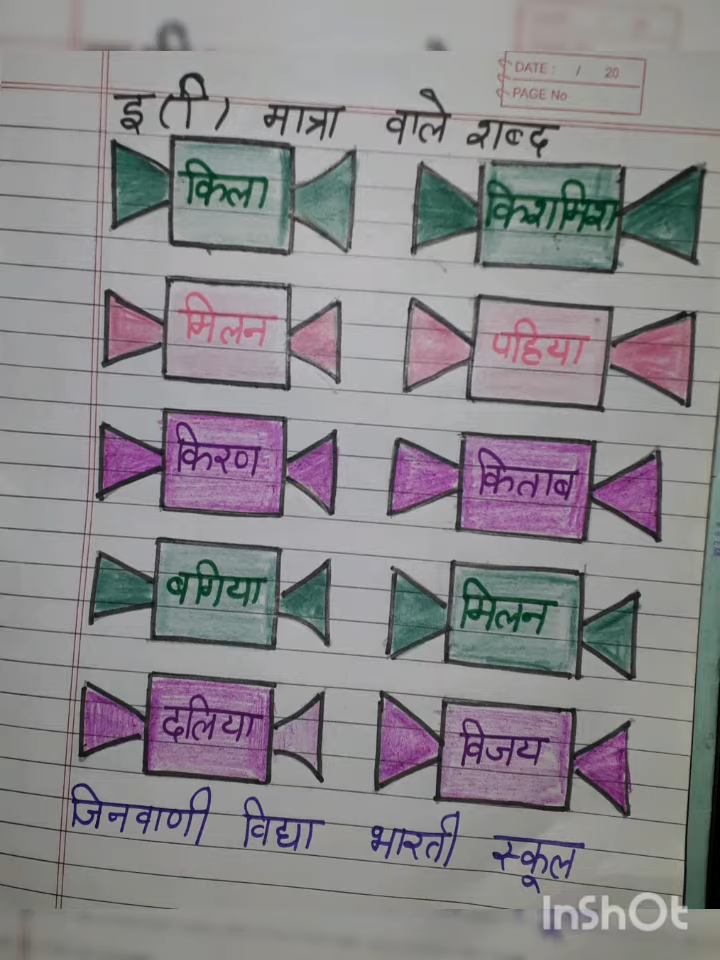 DATE : / 20
PAGE No
इ (ि) मात्रा वाले शब्द
किला किशमिश
मिलन पहिया
किरण किताब
बगिया मिलन
दलिया विजय
जिनवाणी विद्या भारती स्कूल
InShOt